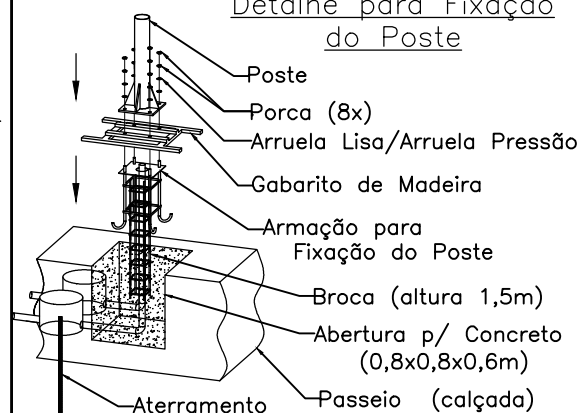 Detalhe para Fixação
do Poste
Poste
Porca (8x)
Arruela Lisa/Arruela Pressão
Gabarito de Madeira
Armação para
Fixação do Poste
Broca (altura 1,5m)
Abertura p/ Concreto
(0,8x0,8x0,6m)
Passeio (calçada)
Aterramento